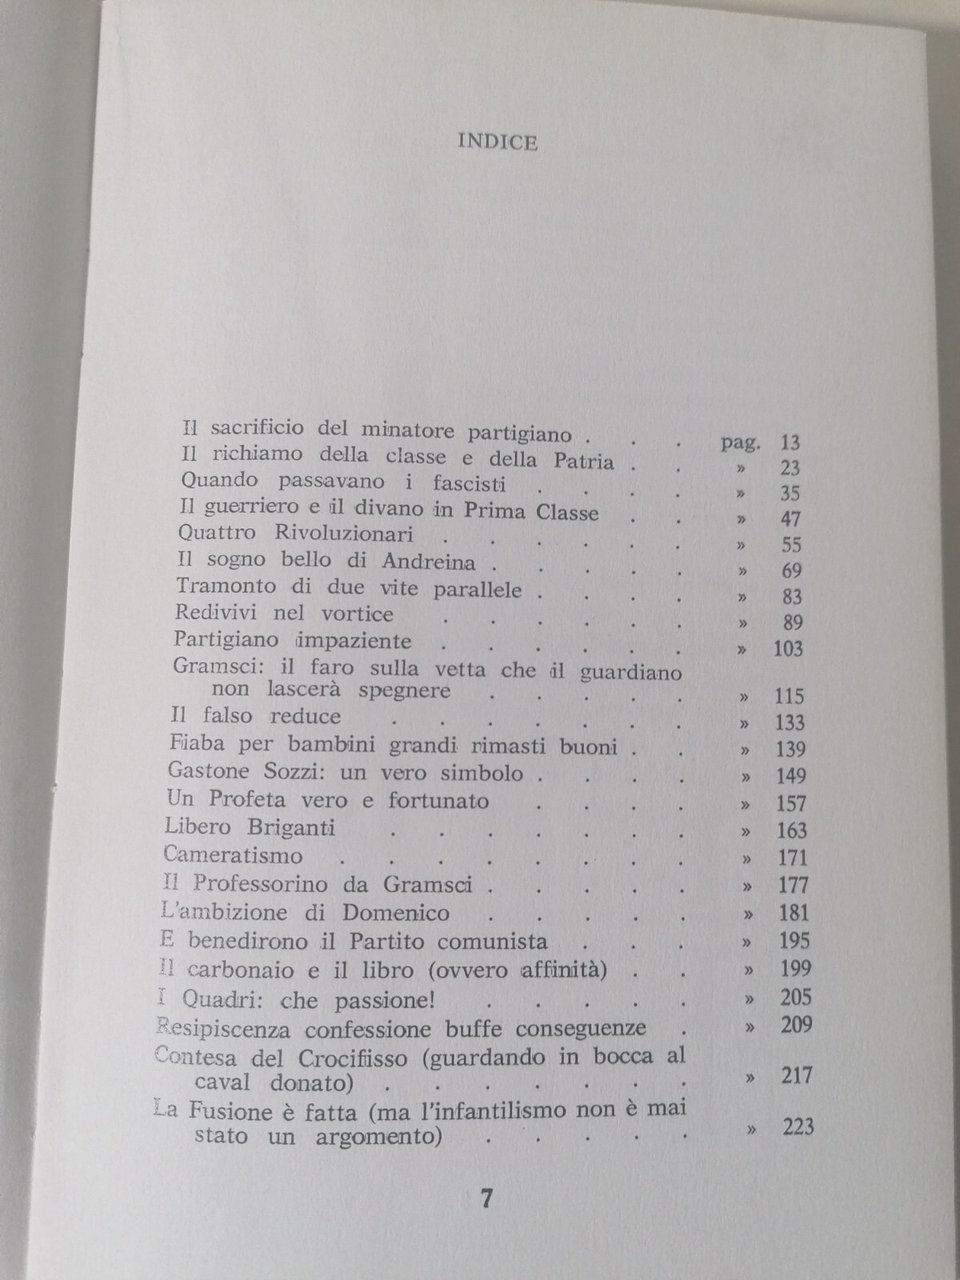 INDICE
Il sacrificio del minatore partigiano . . . pag. 13
Il richiamo della classe e della Patria . . » 23
Quando passavano i fascisti . . . . » 35
Il guerriero e il divano in Prima Classe . . » 47
Quattro Rivoluzionari . . . . . . » 55
Il sogno bello di Andreina . . . . . » 69
Tramonto di due vite parallele . . . . » 83
Redivivi nel vortice . . . . . . » 89
Partigiano impaziente . . . . . . » 103
Gramsci: il faro sulla vetta che il guardiano
non lascerà spegnere . . . . . » 115
Il falso reduce . . . . . . . » 133
Fiaba per bambini grandi rimasti buoni . . » 139
Gastone Sozzi: un vero simbolo . . . . » 149
Un Profeta vero e fortunato . . . . » 157
Libero Briganti . . . . . . . » 163
Cameratismo . . . . . . . . » 171
Il Professorino da Gramsci . . . . . » 177
L'ambizione di Domenico . . . . . » 181
E benedirono il Partito comunista . . . » 195
Il carbonaio e il libro (ovvero affinità) . . » 199
I Quadri: che passione! . . . . . » 205
Resipiscenza confessione buffe conseguenze . » 209
Contesa del Crocifisso (guardando in bocca al
caval donato) . . . . . . . » 217
La Fusione è fatta (ma l'infantilismo non è mai
stato un argomento) . . . . . » 223
7